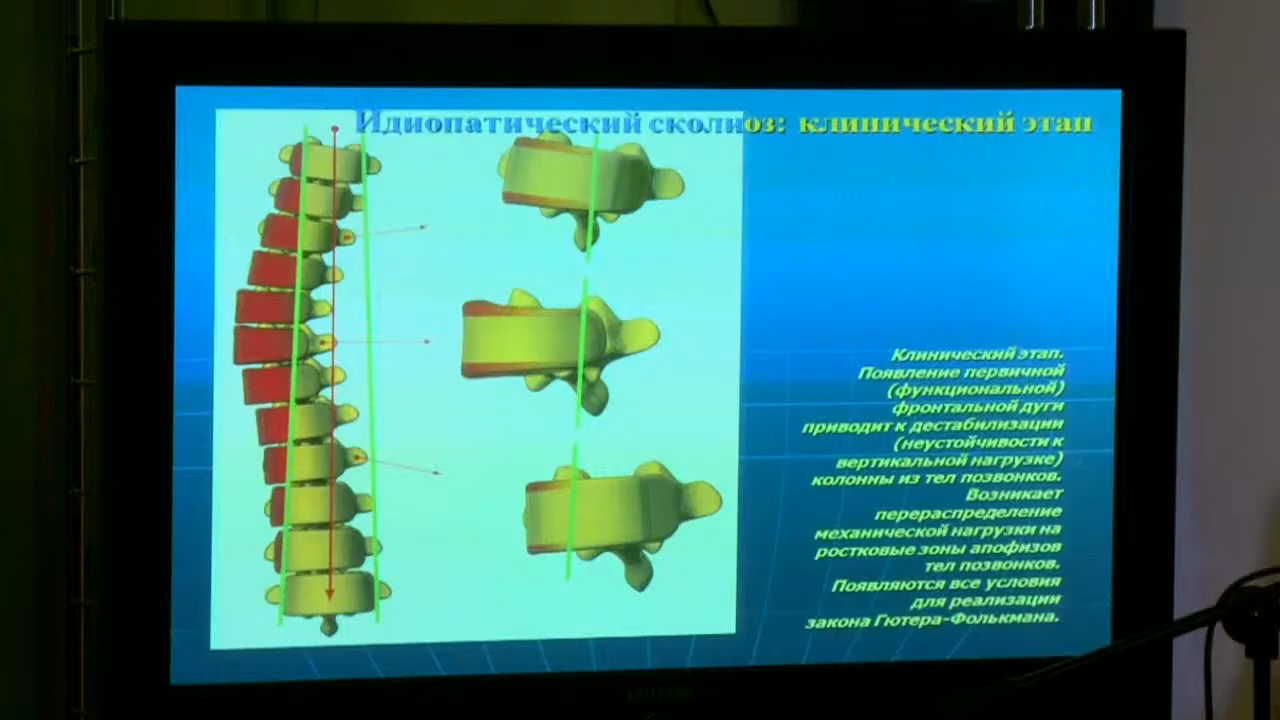 Идиопатический сколиоз: клинический этап
Клинический этап.
Появление первичной
(функциональной)
фронтальной дуги
приводит к дестабилизации
(неустойчивости к
вертикальной нагрузке)
колонны из тел позвонков.
Возникает
перераспределение
механической нагрузки на
ростковые зоны апофизов
тел позвонков.
Появляются все условия
для реализации
закона Гютера-Фолькмана.